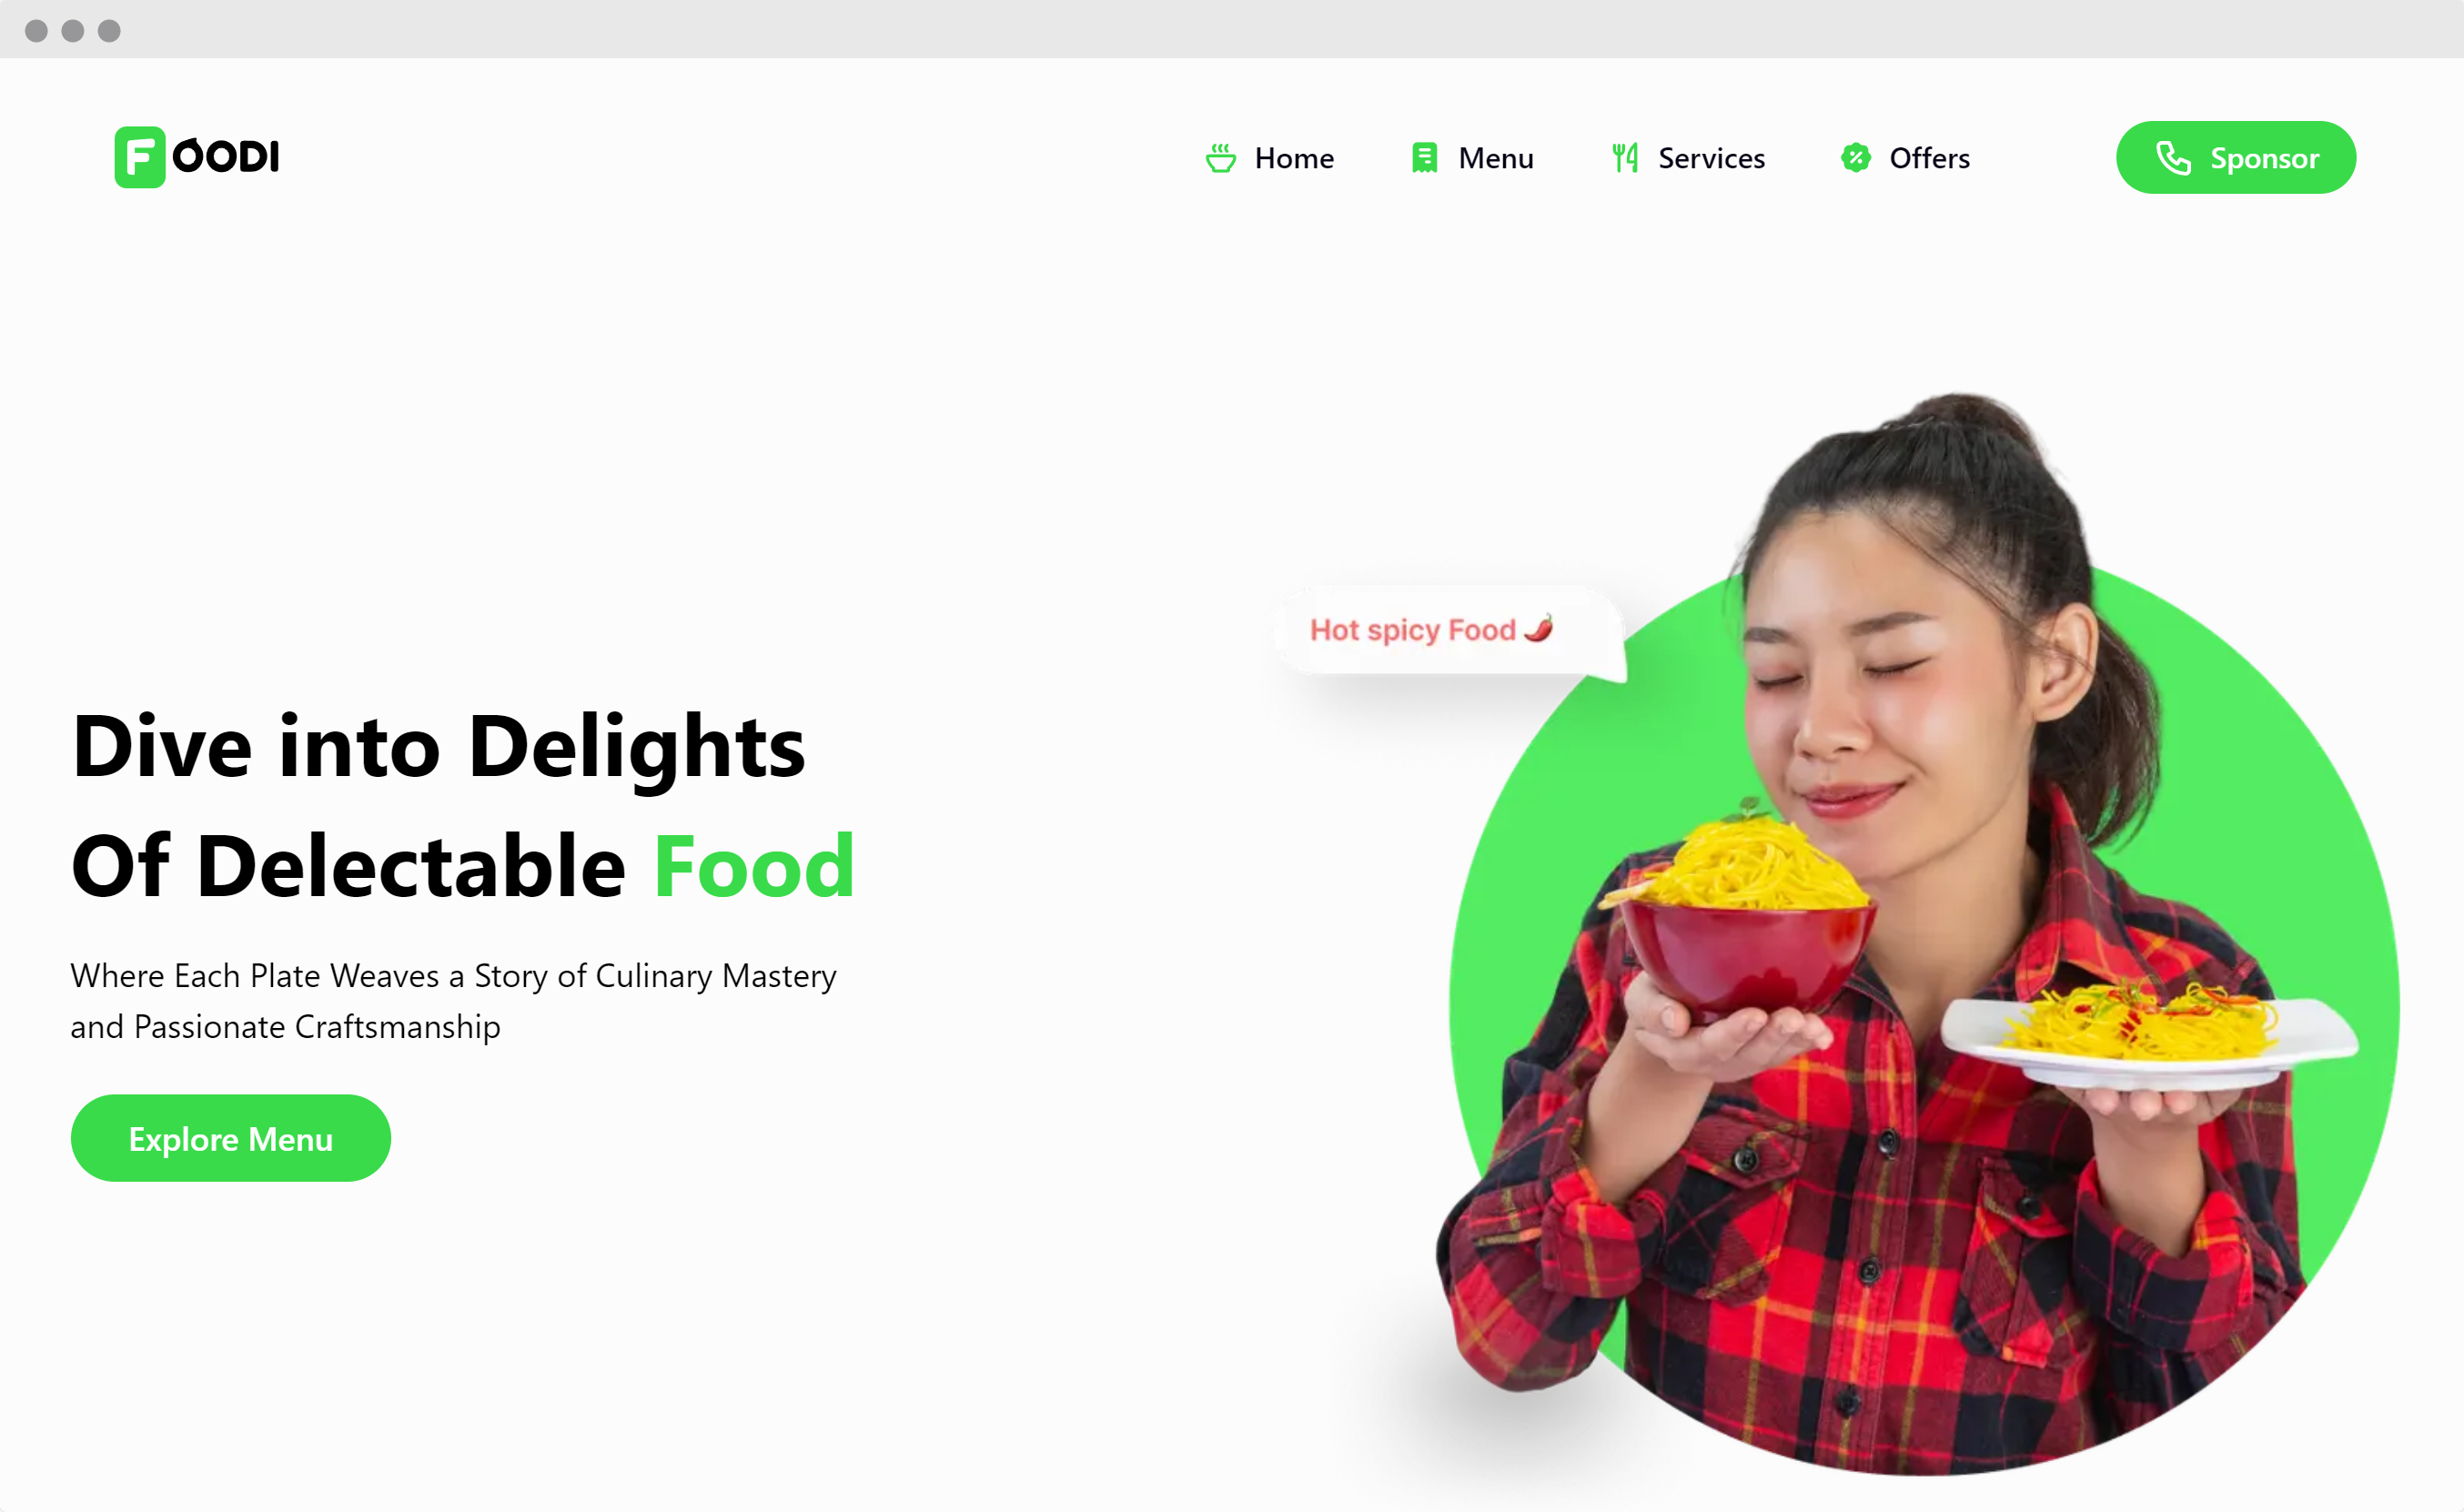 FOODI
Home
Menu
Services
Offers
Sponsor
Hot spicy Food 🌶
Dive into Delights
Of Delectable Food
Where Each Plate Weaves a Story of Culinary Mastery
and Passionate Craftsmanship
Explore Menu